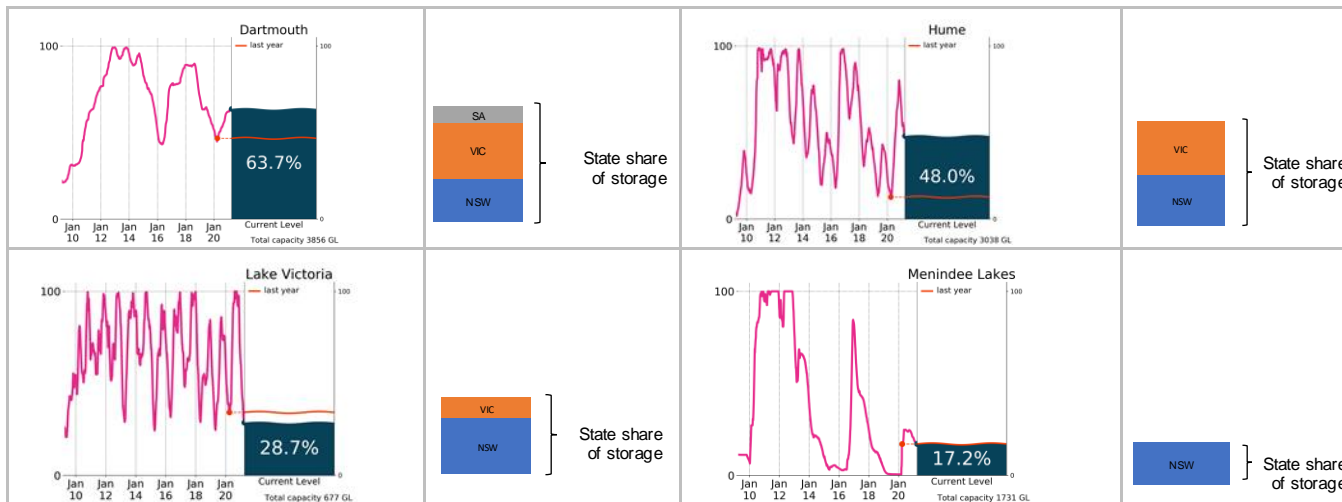 Dartmouth
last year
100
100
63.7%
0
0
Jan Jan Jan Jan Jan Jan
10 12 14 16 18 20
Current Level
Total capacity 3856 GL
SA
VIC
NSW
State share
of storage
Hume
last year
100
100
48.0%
0
0
Jan Jan Jan Jan Jan Jan
10 12 14 16 18 20
Current Level
Total capacity 3038 GL
VIC
NSW
State share
of storage
Lake Victoria
last year
100
100
28.7%
0
0
Jan Jan Jan Jan Jan Jan
10 12 14 16 18 20
Current Level
Total capacity 677 GL
VIC
NSW
State share
of storage
Menindee Lakes
last year
100
100
17.2%
0
0
Jan Jan Jan Jan Jan Jan
10 12 14 16 18 20
Current Level
Total capacity 1731 GL
NSW
State share
of storage